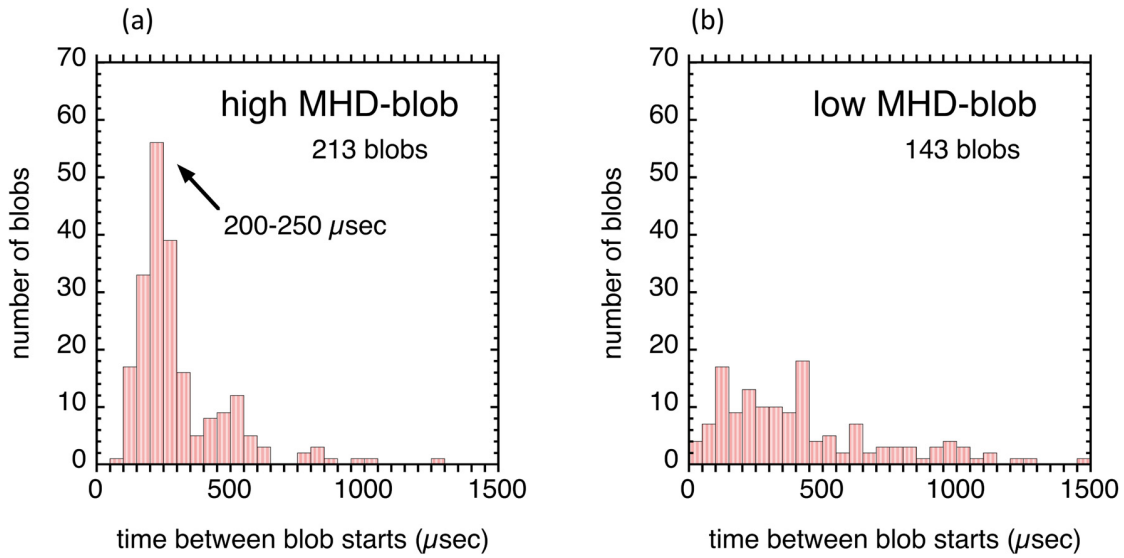 (a)
high MHD-blob
213 blobs
200-250 μsec
number of blobs
70
60
50
40
30
20
10
0
0 500 1000 1500
time between blob starts (μsec)
(b)
low MHD-blob
143 blobs
number of blobs
70
60
50
40
30
20
10
0
0 500 1000 1500
time between blob starts (μsec)